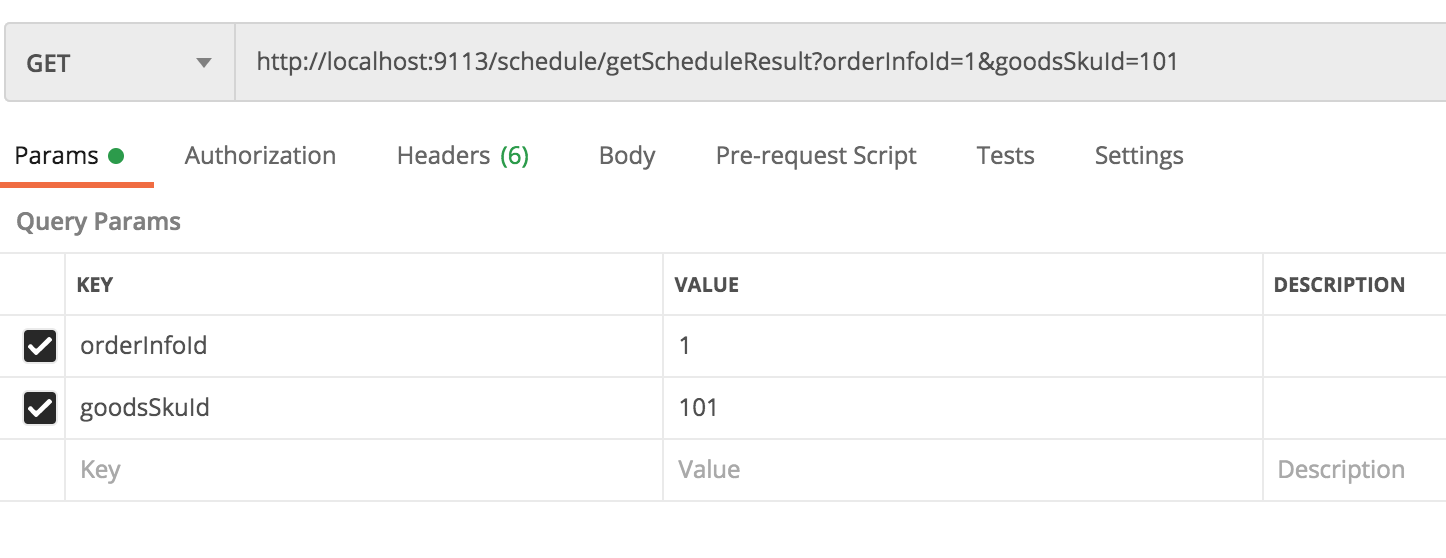 GET http://localhost:9113/schedule/getScheduleResult?orderInfoId=1&goodsSkuId=101
Params Authorization Headers (6) Body Pre-request Script Tests Settings
Query Params
KEY VALUE DESCRIPTION
orderInfoId 1
goodsSkuId 101
Key Value Description